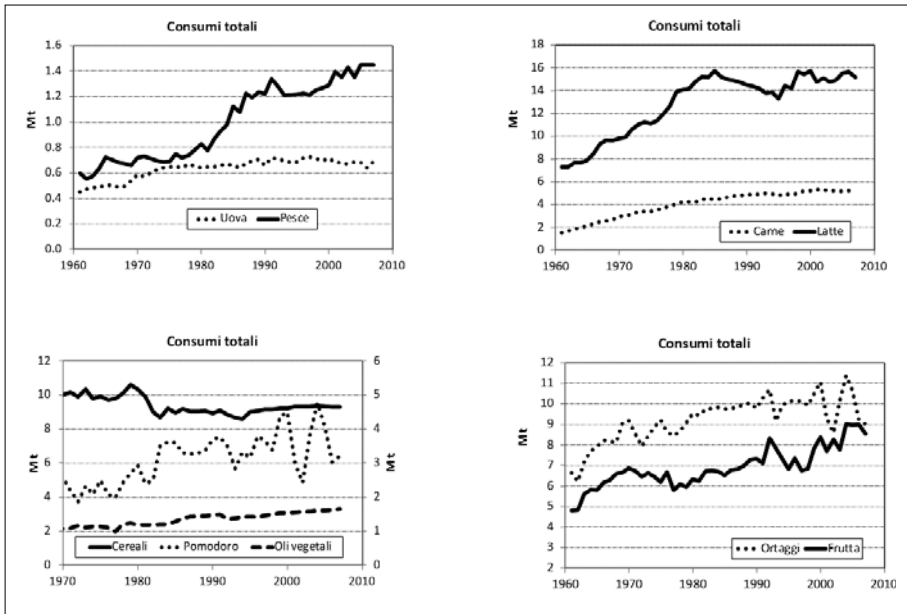 Consumi totali
Mt
1.6
1.4
1.2
1.0
0.8
0.6
0.4
0.2
0.0
Uova Pesce
1960 1970 1980 1990 2000 2010
Consumi totali
Mt
18
16
14
12
10
8
6
4
2
0
Carne Latte
1960 1970 1980 1990 2000 2010
Consumi totali
Mt
12
10
8
6
4
2
0
6
5
4
3
2
1
0
Mt
Cereali Pomodoro Oli vegetali
1970 1980 1990 2000 2010
Consumi totali
Mt
12
11
10
9
8
7
6
5
4
3
2
Ortaggi Frutta
1960 1970 1980 1990 2000 2010